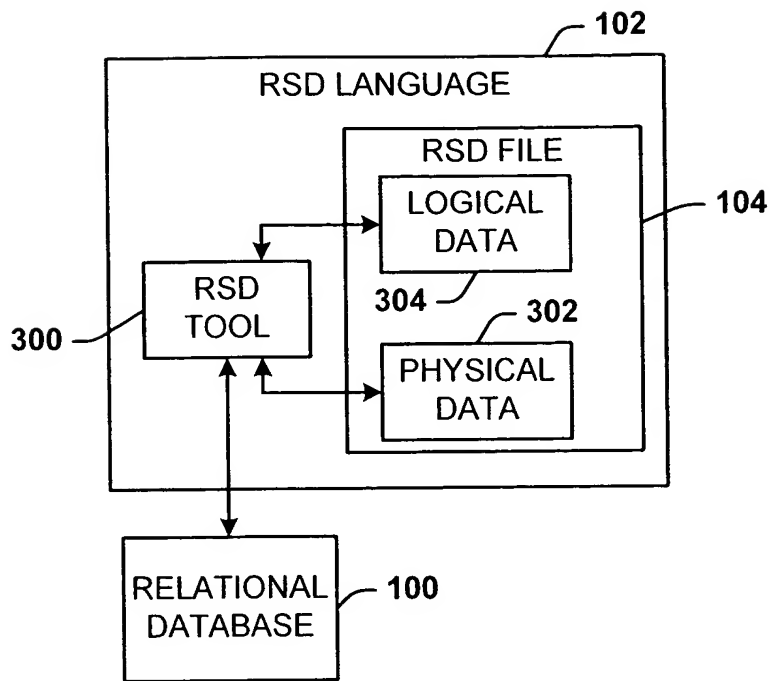 102
RSD LANGUAGE
RSD FILE
LOGICAL
DATA
104
304
RSD
TOOL
300
302
PHYSICAL
DATA
RELATIONAL
DATABASE
100